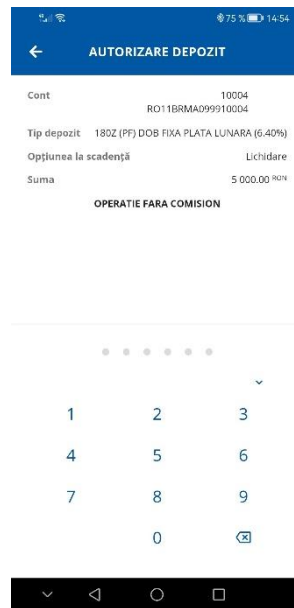 75 % 14:54
AUTORIZARE DEPOZIT
Cont 10004
RO11BRMA099910004
Tip depozit 180Z (PF) DOB FIXA PLATA LUNARA (6.40%)
Opțiunea la scadență Lichidare
Suma 5 000.00 RON
OPERATIE FARA COMISION
1 2 3
4 5 6
7 8 9
0